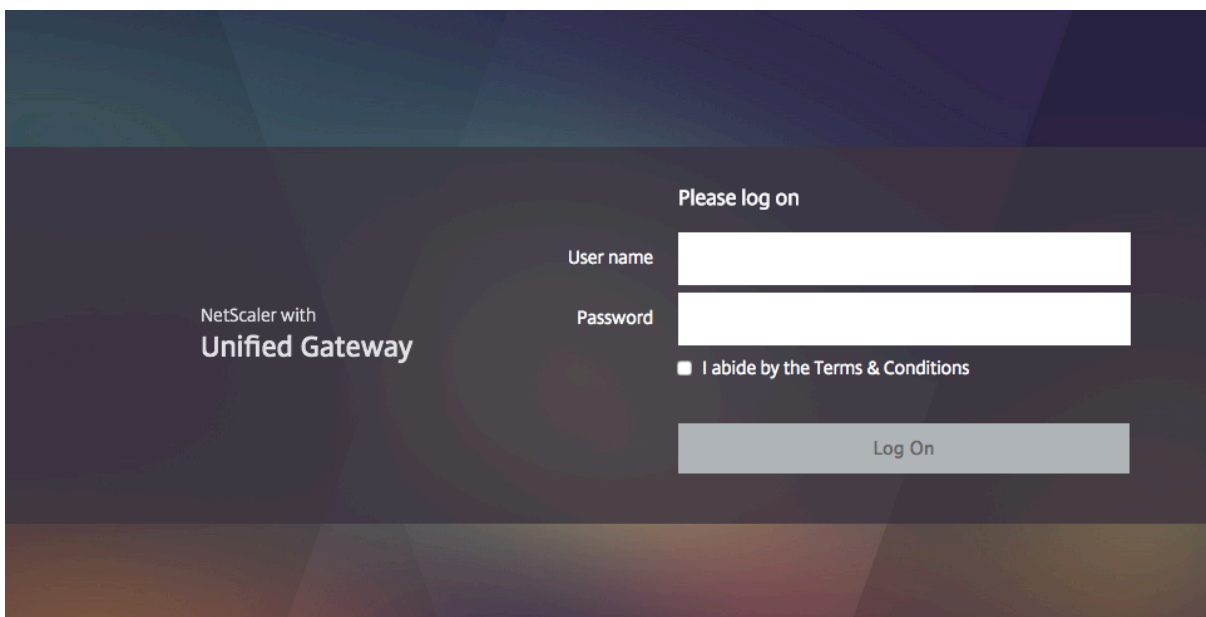 Please log on
User name
Password
NetScaler with
Unified Gateway
I abide by the Terms & Conditions
Log On